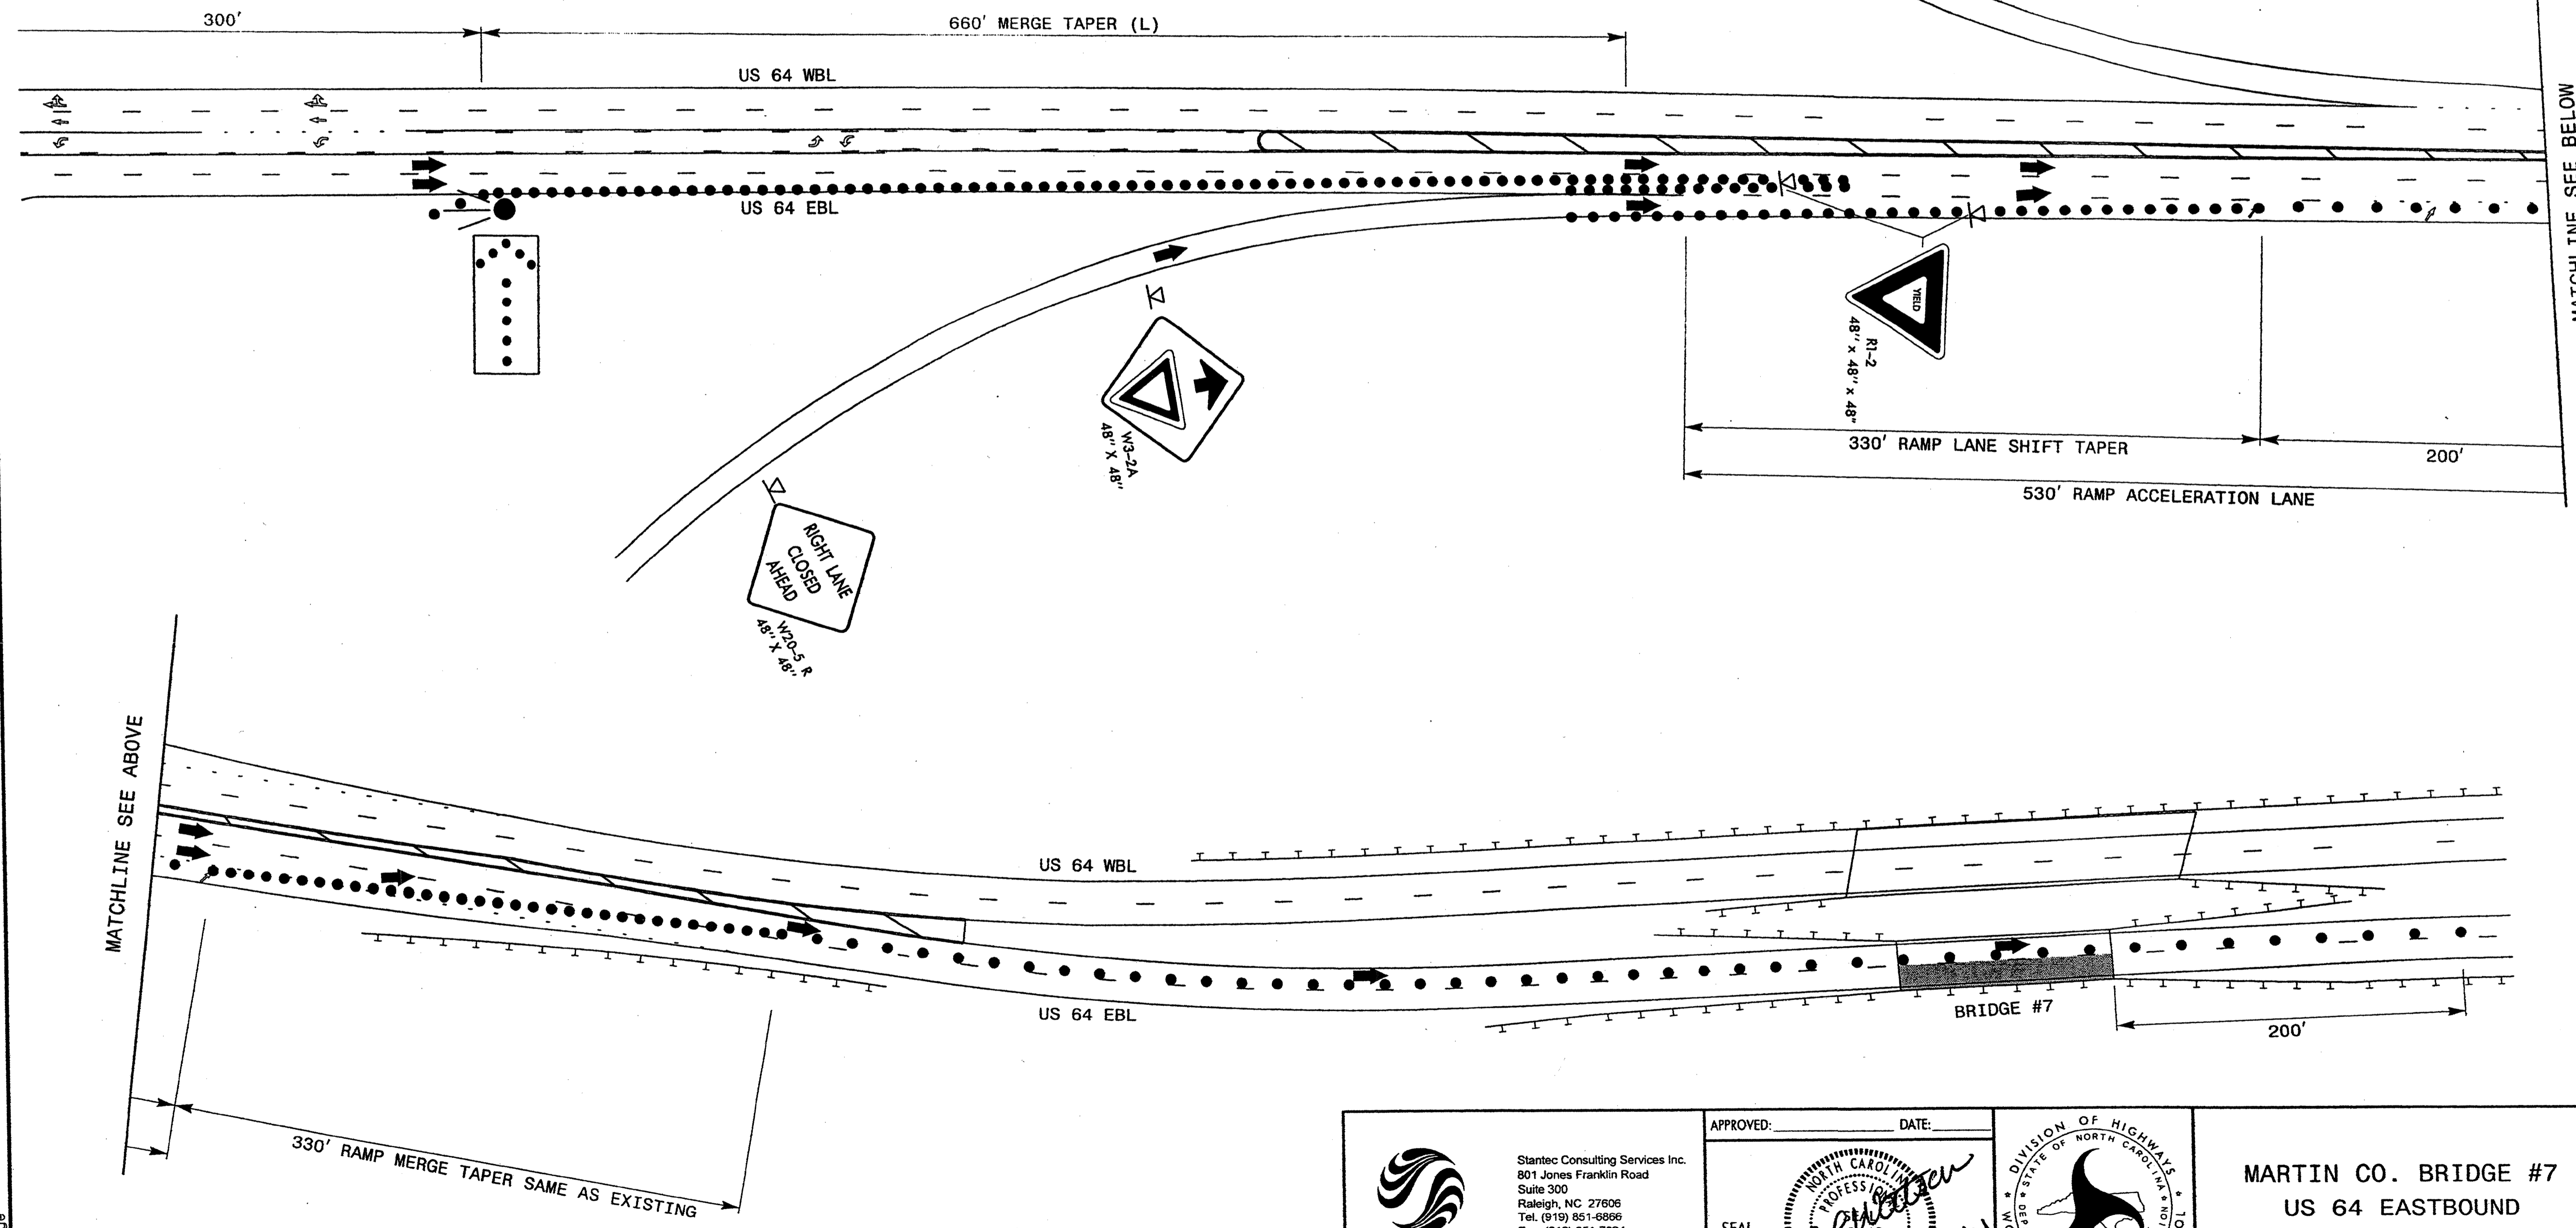 300'
660' MERGE TAPER (L)
US 64 WBL
US 64 EBL
MATCHLINE SEE BELOW
YIELD
R1-2
48" x 48" x 48"
W3-2A
48" X 48"
330' RAMP LANE SHIFT TAPER
200'
530' RAMP ACCELERATION LANE
RIGHT LANE
CLOSED
AHEAD
W20-5 R
48" X 48"
MATCHLINE SEE ABOVE
US 64 WBL
US 64 EBL
BRIDGE #7
200'
330' RAMP MERGE TAPER SAME AS EXISTING
Stantec Consulting Services Inc.
801 Jones Franklin Road
Suite 300
Raleigh, NC 27606
Tel. (919) 851-6866
APPROVED: DATE:
NORTH CAROLINA
PROFESSI
SEAL
DIVISION OF HIGHWAYS
STATE OF NORTH CAROLINA
MARTIN CO. BRIDGE #7
US 64 EASTBOUND